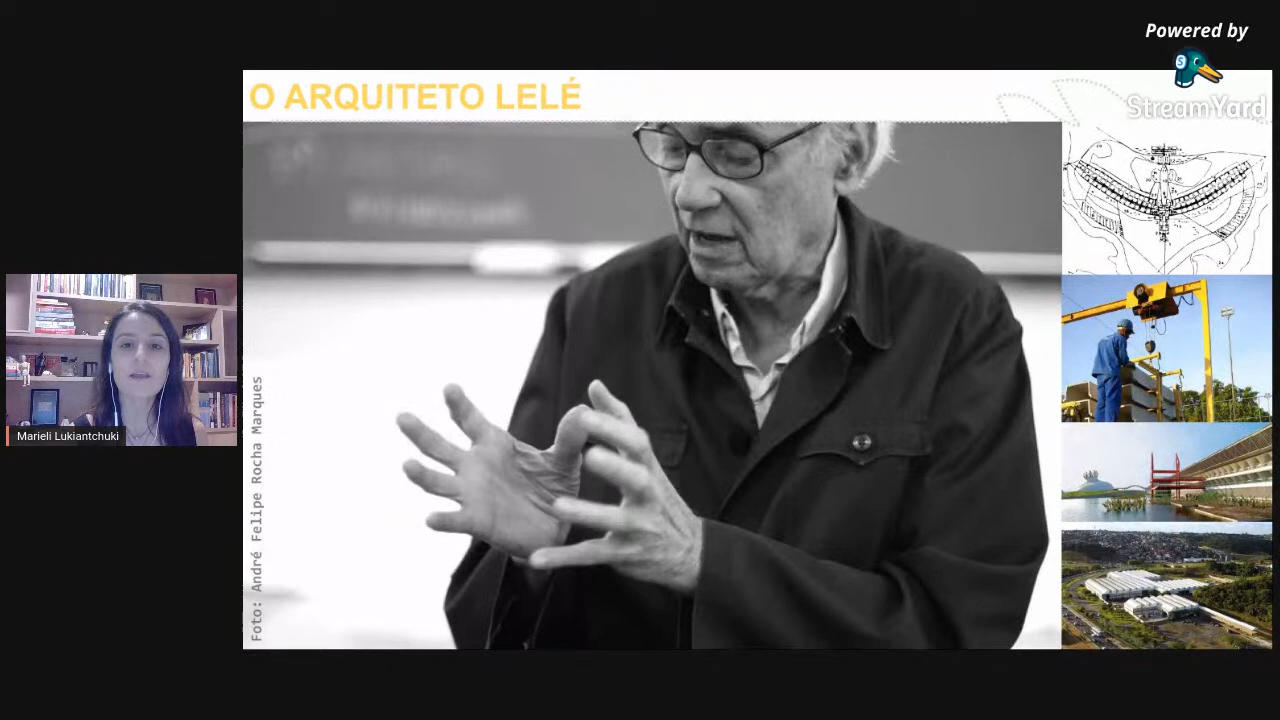 Powered by
StreamYard
O ARQUITETO LELÉ
Foto: André Felipe Rocha Marques
Marieli Lukiantchuki